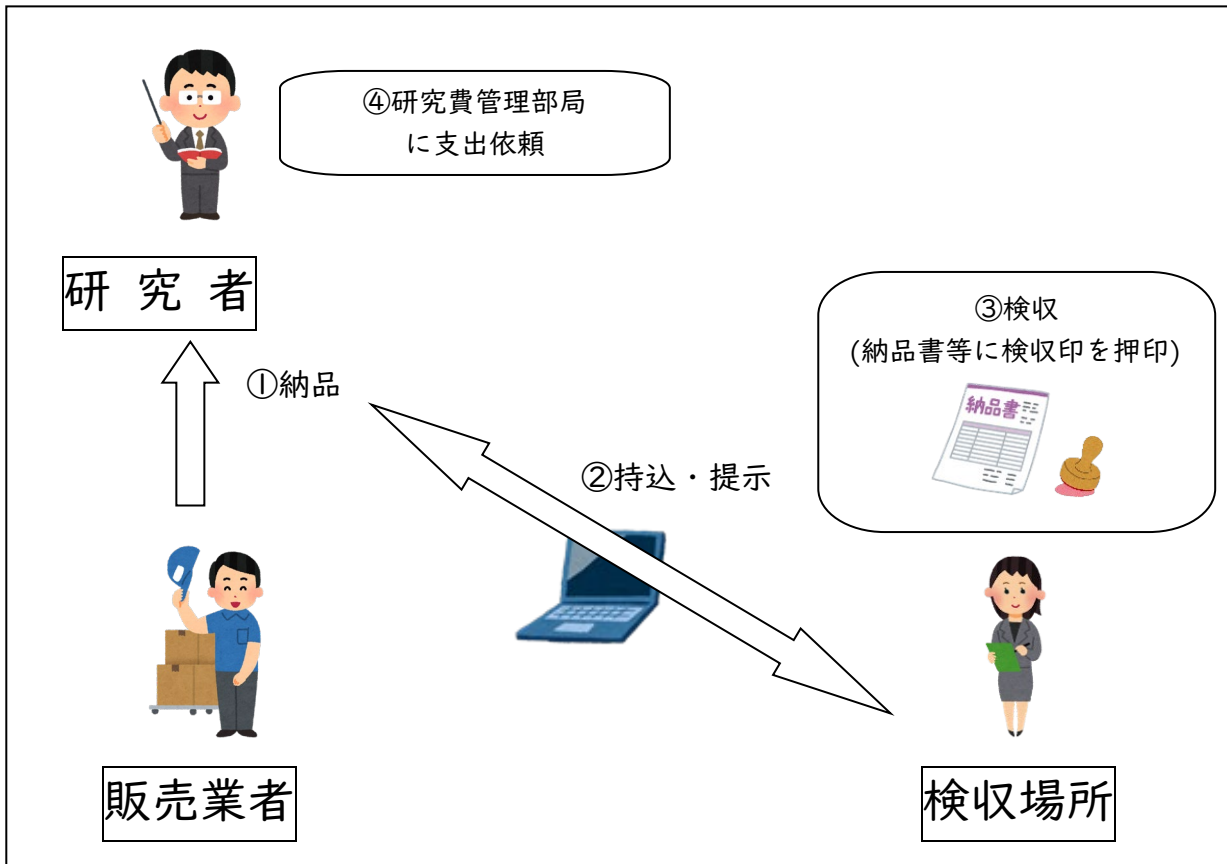 ④研究費管理部局
に支出依頼
研究者
①納品
②持込・提示
③検収
(納品書等に検収印を押印)
納品書
販売業者
検収場所